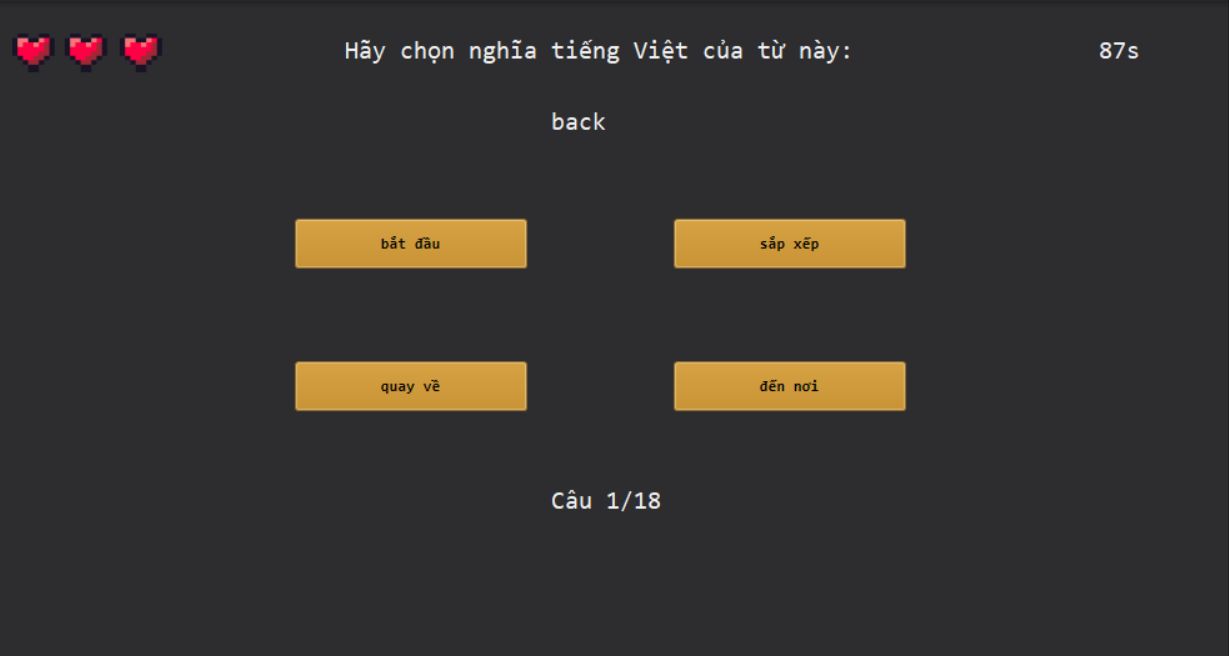 Hãy chọn nghĩa tiếng Việt của từ này:
87s
back
bắt đầu
sắp xếp
quay về
đến nơi
Câu 1/18